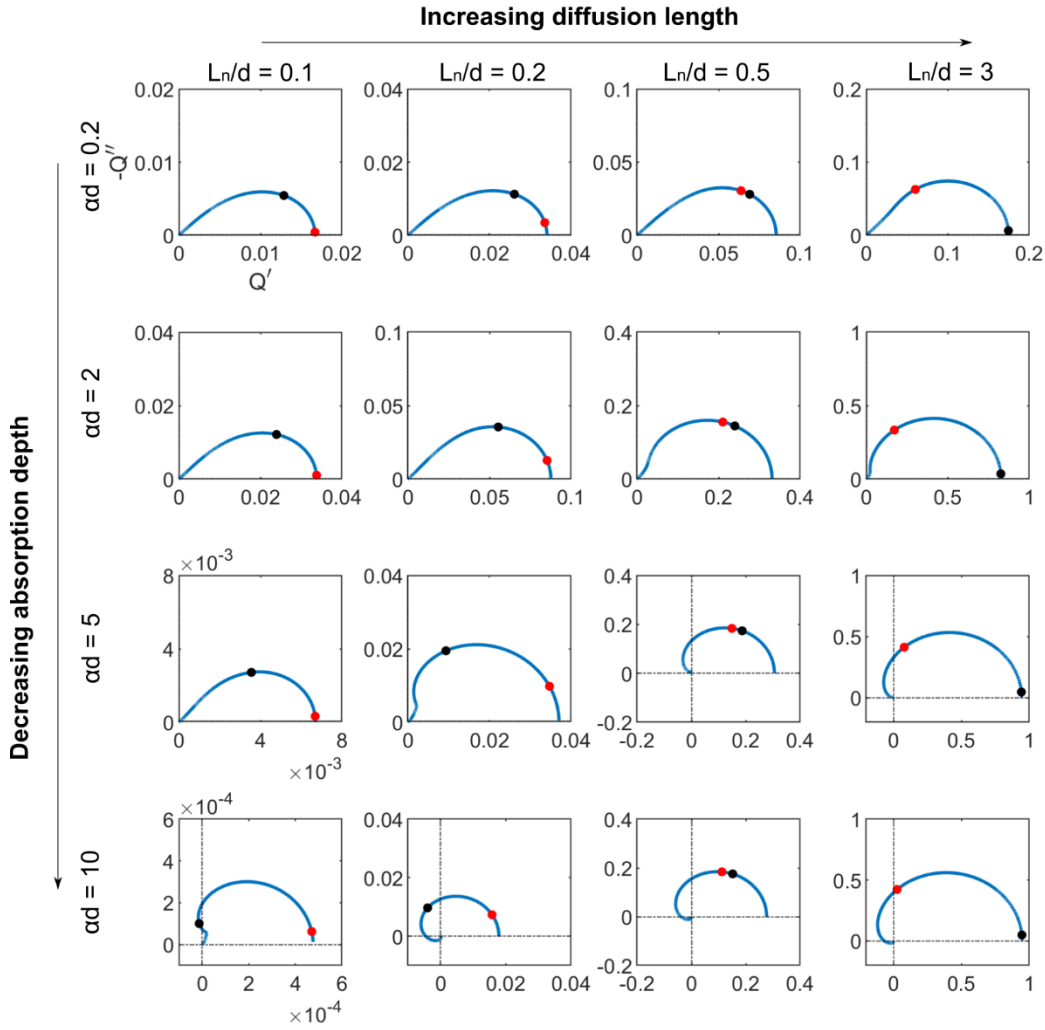 Increasing diffusion length
Lₙ/d = 0.1
Lₙ/d = 0.2
Lₙ/d = 0.5
Lₙ/d = 3
Decreasing absorption depth
αd = 0.2
0.02
0.01
0
-Q′′
0 0.01 0.02
Q′
0.04
0.02
0
0 0.02 0.04
0.1
0.05
0
0 0.05 0.1
0.2
0.1
0
0 0.1 0.2
αd = 2
0.04
0.02
0
0 0.02 0.04
0.1
0.05
0
0 0.05 0.1
0.4
0.2
0
0 0.2 0.4
1
0.5
0
0 0.5 1
αd = 5
×10⁻³
8
6
4
2
0
0 4 8
×10⁻³
0.04
0.02
0
0 0.02 0.04
0.4
0.2
0
-0.2
-0.2 0 0.2 0.4
1
0.5
0
0 0.5 1
αd = 10
×10⁻⁴
6
4
2
0
0 2 4 6
×10⁻⁴
0.04
0.02
0
0 0.02 0.04
0.4
0.2
0
-0.2
-0.2 0 0.2 0.4
1
0.5
0
0 0.5 1